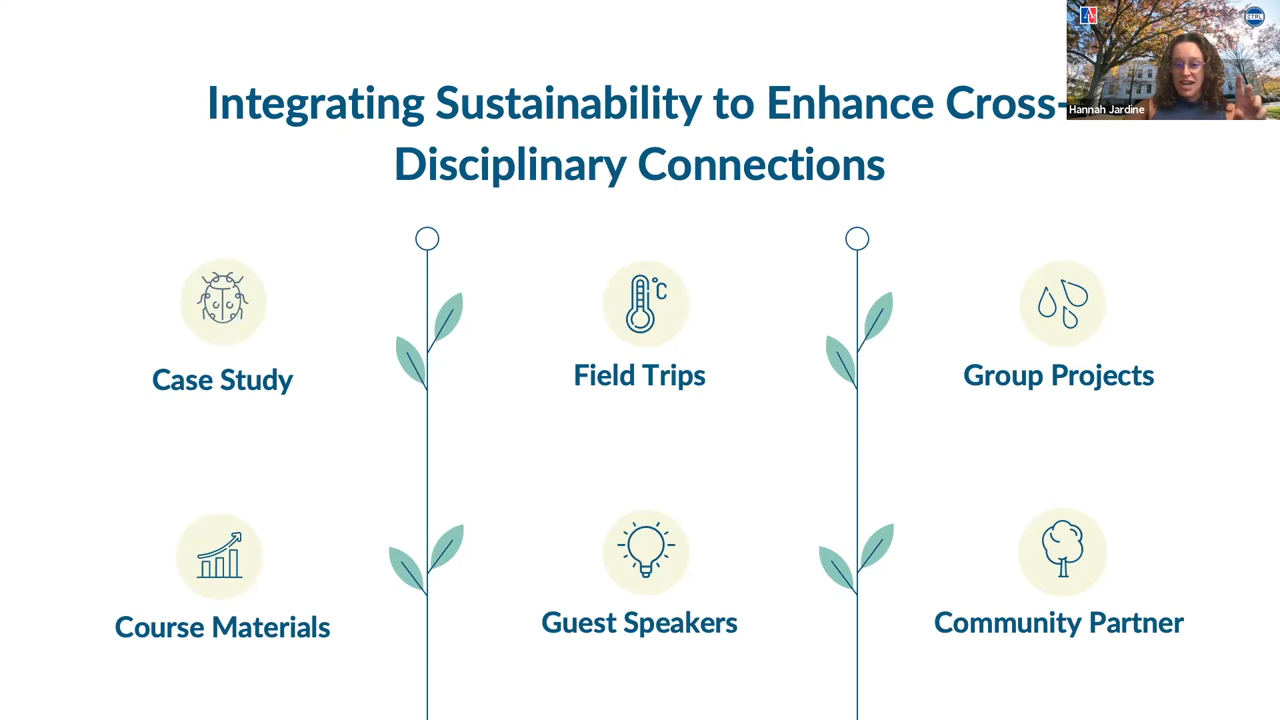 Integrating Sustainability to Enhance Cross-
Disciplinary Connections
Hannah Jardine
CTRL
°C
Case Study
Field Trips
Group Projects
Course Materials
Guest Speakers
Community Partner